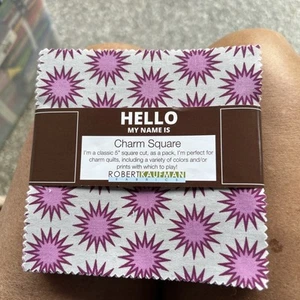 HELLO
MY NAME IS
Charm Square
I'm a classic 5" square cut, as a pack, I'm perfect for
charm quilts, including a variety of colors and/or
prints with which to play!
ROBERT KAUFMAN
FABRICS